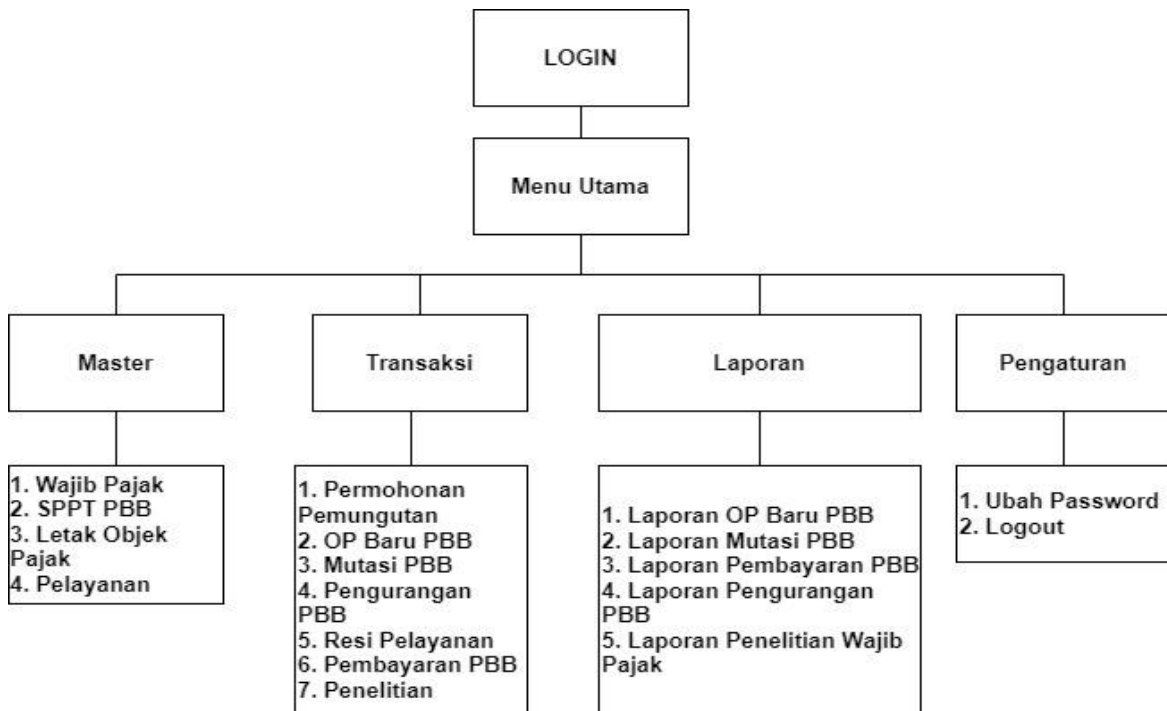 LOGIN
Menu Utama
Master
Transaksi
Laporan
Pengaturan
1. Wajib Pajak
2. SPPT PBB
3. Letak Objek
Pajak
4. Pelayanan
1. Permohonan
Pemungutan
2. OP Baru PBB
3. Mutasi PBB
4. Pengurangan
PBB
5. Resi Pelayanan
6. Pembayaran PBB
7. Penelitian
1. Laporan OP Baru PBB
2. Laporan Mutasi PBB
3. Laporan Pembayaran PBB
4. Laporan Pengurangan
PBB
5. Laporan Penelitian Wajib
Pajak
1. Ubah Password
2. Logout